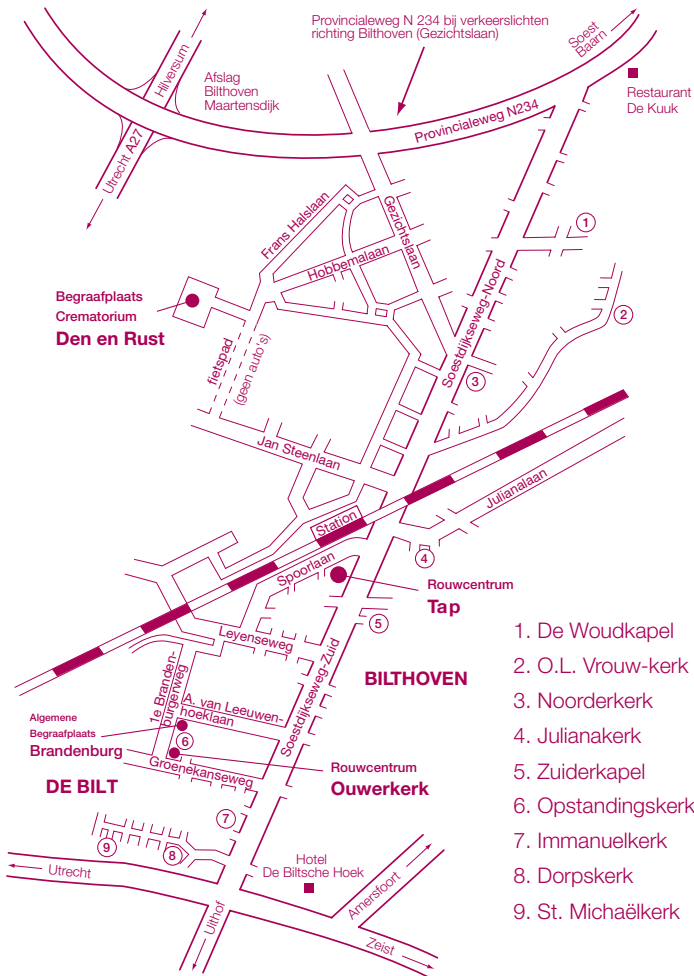 Provincialeweg N 234 bij verkeerslichten
richting Bilthoven (Gezichtslaan)
Hilversum
Afslag
Bilthoven
Maartensdijk
Utrecht A27
Soest
Baarn
Restaurant
De Kuuk
Provincialeweg N234
Frans Halslaan
Gezichtslaan
Hobbemalaan
1
Begraafplaats
Crematorium
Den en Rust
Soestdijkseweg-Noord
2
fietspad
(geen auto's)
3
Jan Steenlaan
Julianalaan
Station
4
Spoorlaan
Rouwcentrum
Tap
5
Leyenseweg
Soestdijkseweg-Zuid
BILTHOVEN
1e Branden-
burgerweg
A. van Leeuwen-
hoeklaan
Algemene
Begraafplaats
Brandenburg
6
Groenekanseweg
Rouwcentrum
Ouwerkerk
DE BILT
7
9
8
Hotel
De Biltsche Hoek
Utrecht
Uithof
Amersfoort
Zeist
1. De Woudkapel
2. O.L. Vrouw-kerk
3. Noorderkerk
4. Julianakerk
5. Zuiderkapel
6. Opstandingskerk
7. Immanuelkerk
8. Dorpskerk
9. St. Michaëlkerk